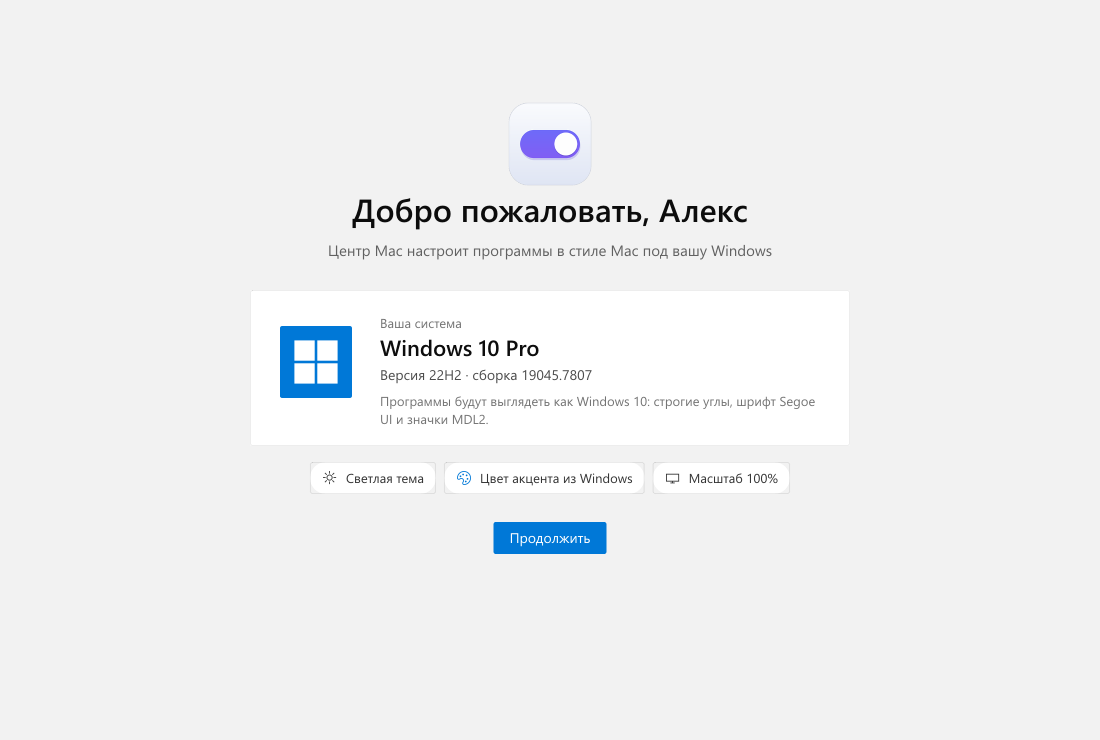 Добро пожаловать, Алекс
Центр Mac настроит программы в стиле Mac под вашу Windows
Ваша система
Windows 10 Pro
Версия 22H2 · сборка 19045.7807
Программы будут выглядеть как Windows 10: строгие углы, шрифт Segoe
UI и значки MDL2.
Светлая тема
Цвет акцента из Windows
Масштаб 100%
Продолжить